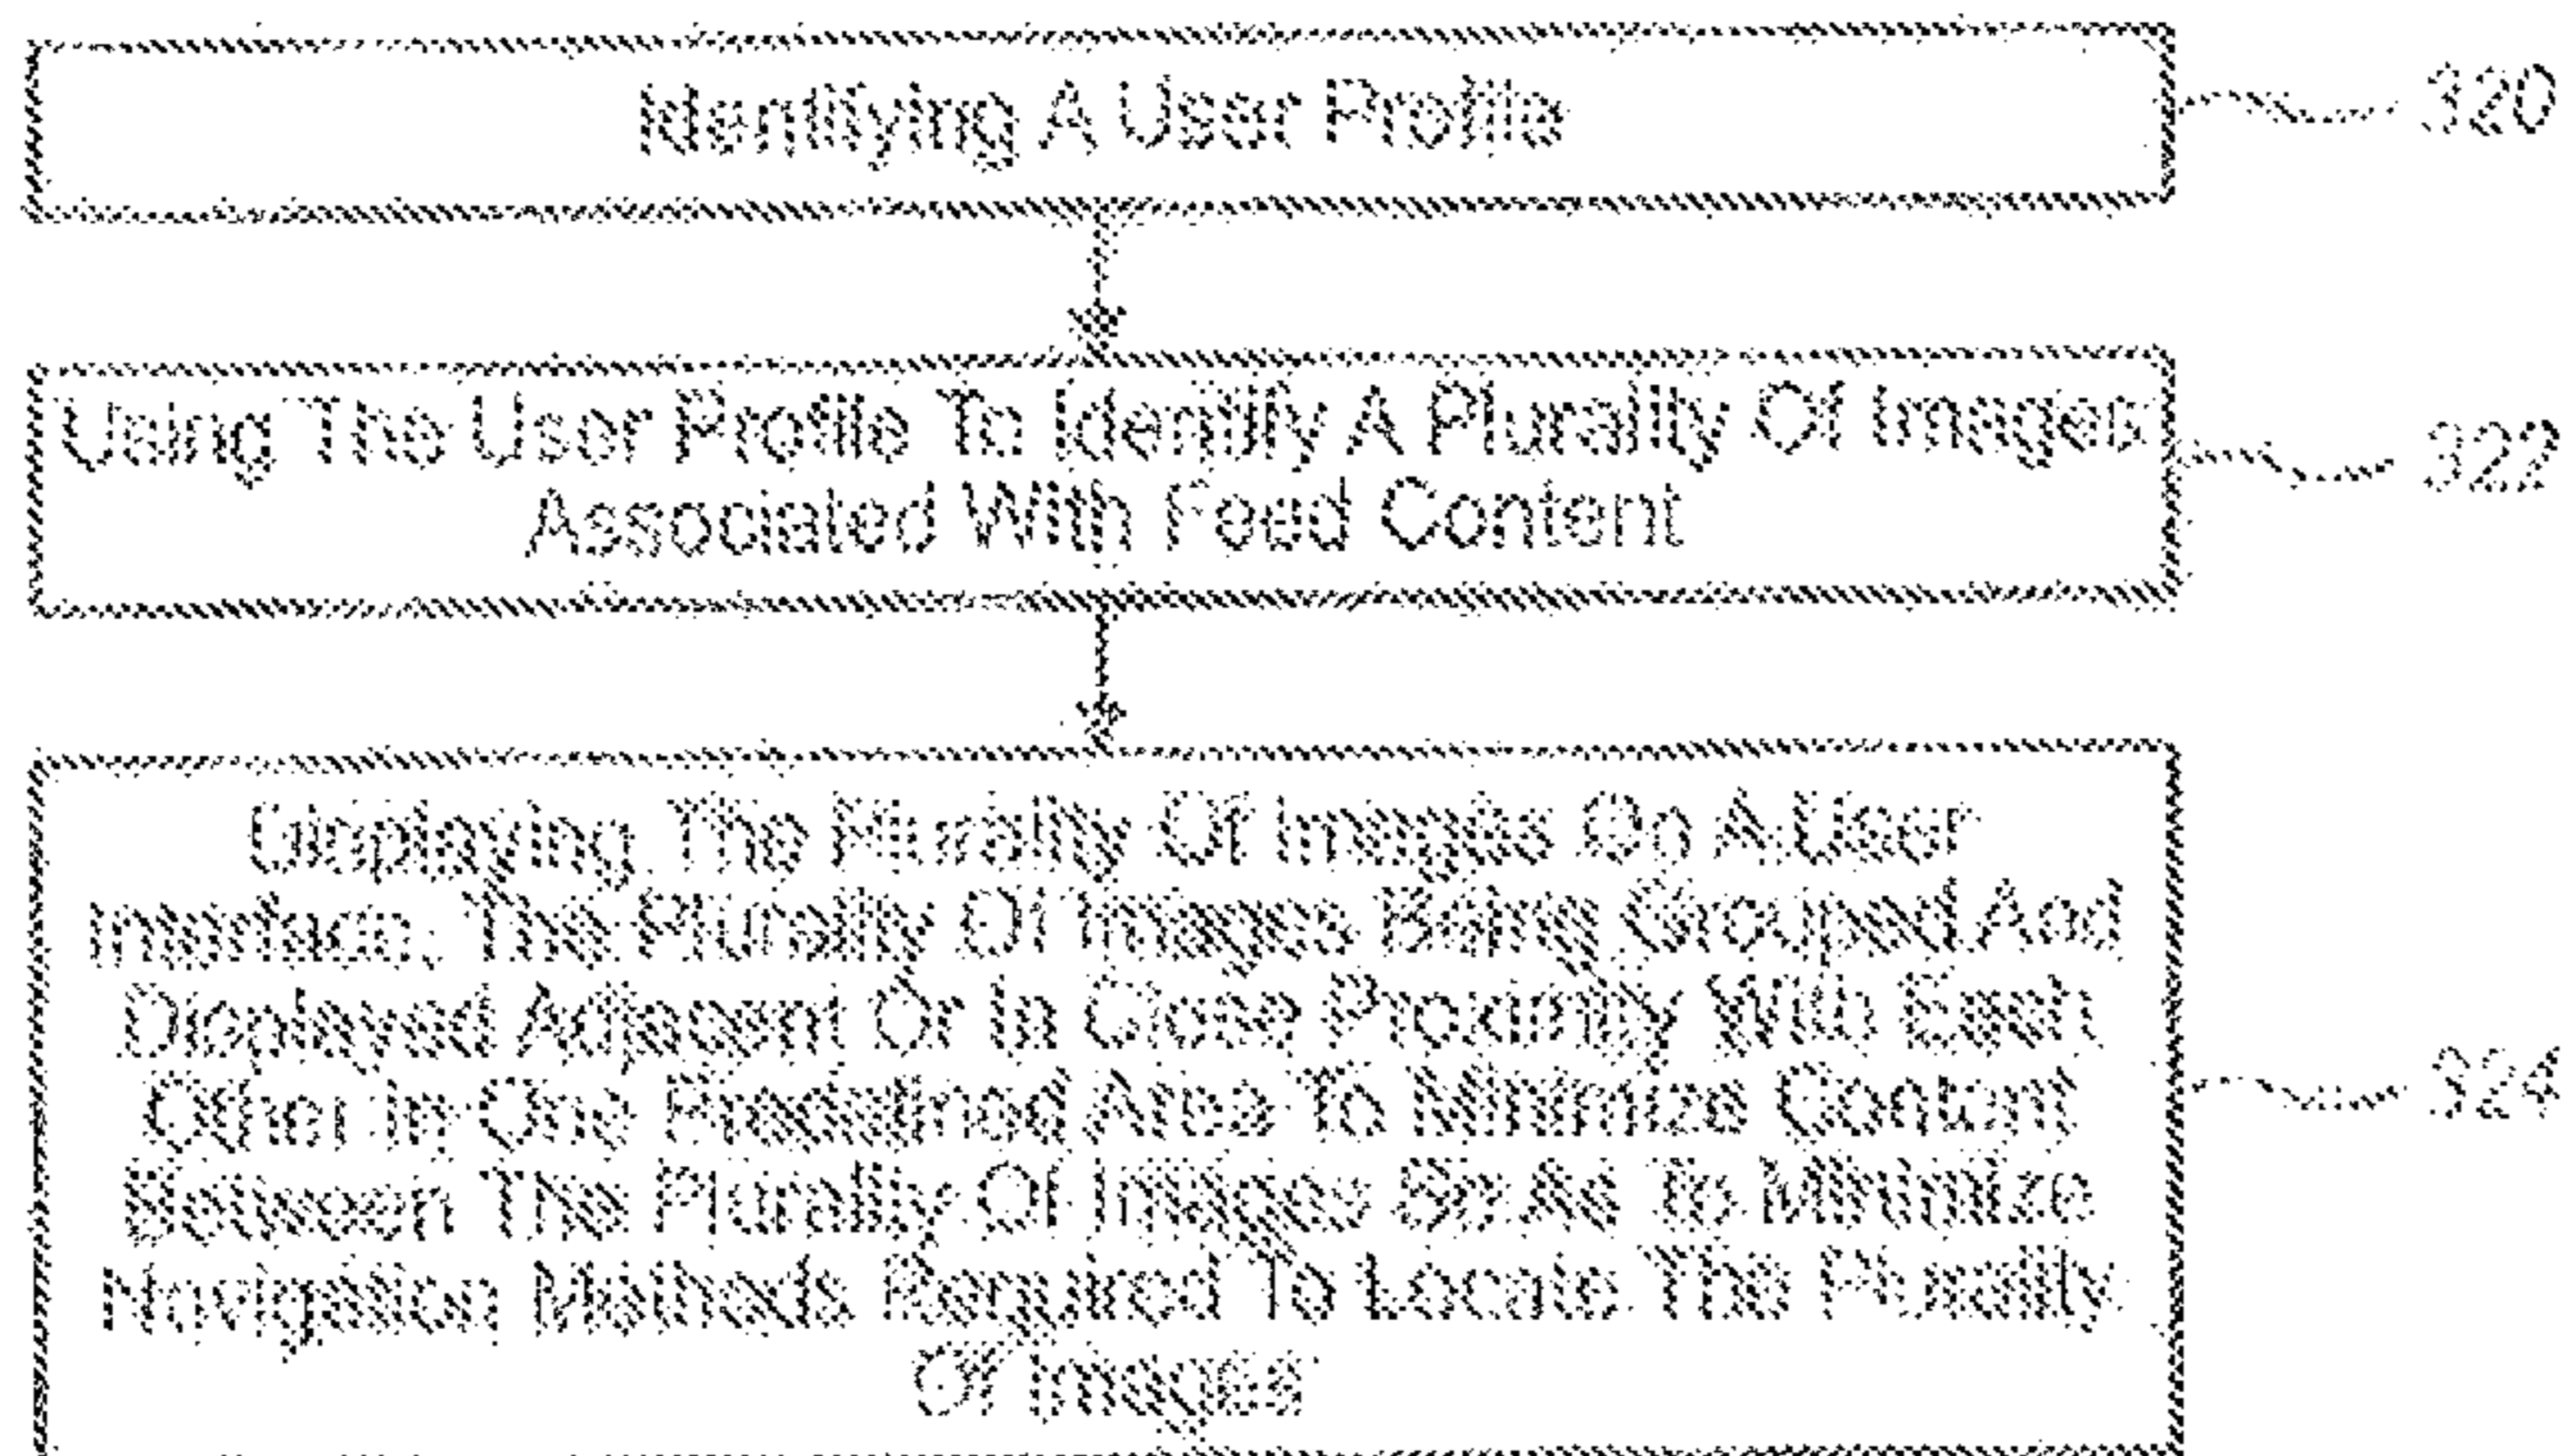 Identifying A User Profile
320
Using The User Profile To Identify A Plurality Of Images
Associated With Feed Content
322
Displaying The Plurality Of Images On A User
Interface, The Plurality Of Images Being Grouped And
Displayed Adjacent Or In Close Proximity With Each
Other In One Predefined Area To Minimize Content
Between The Plurality Of Images So As To Minimize
Navigation Methods Required To Locate The Plurality
Of Images
324